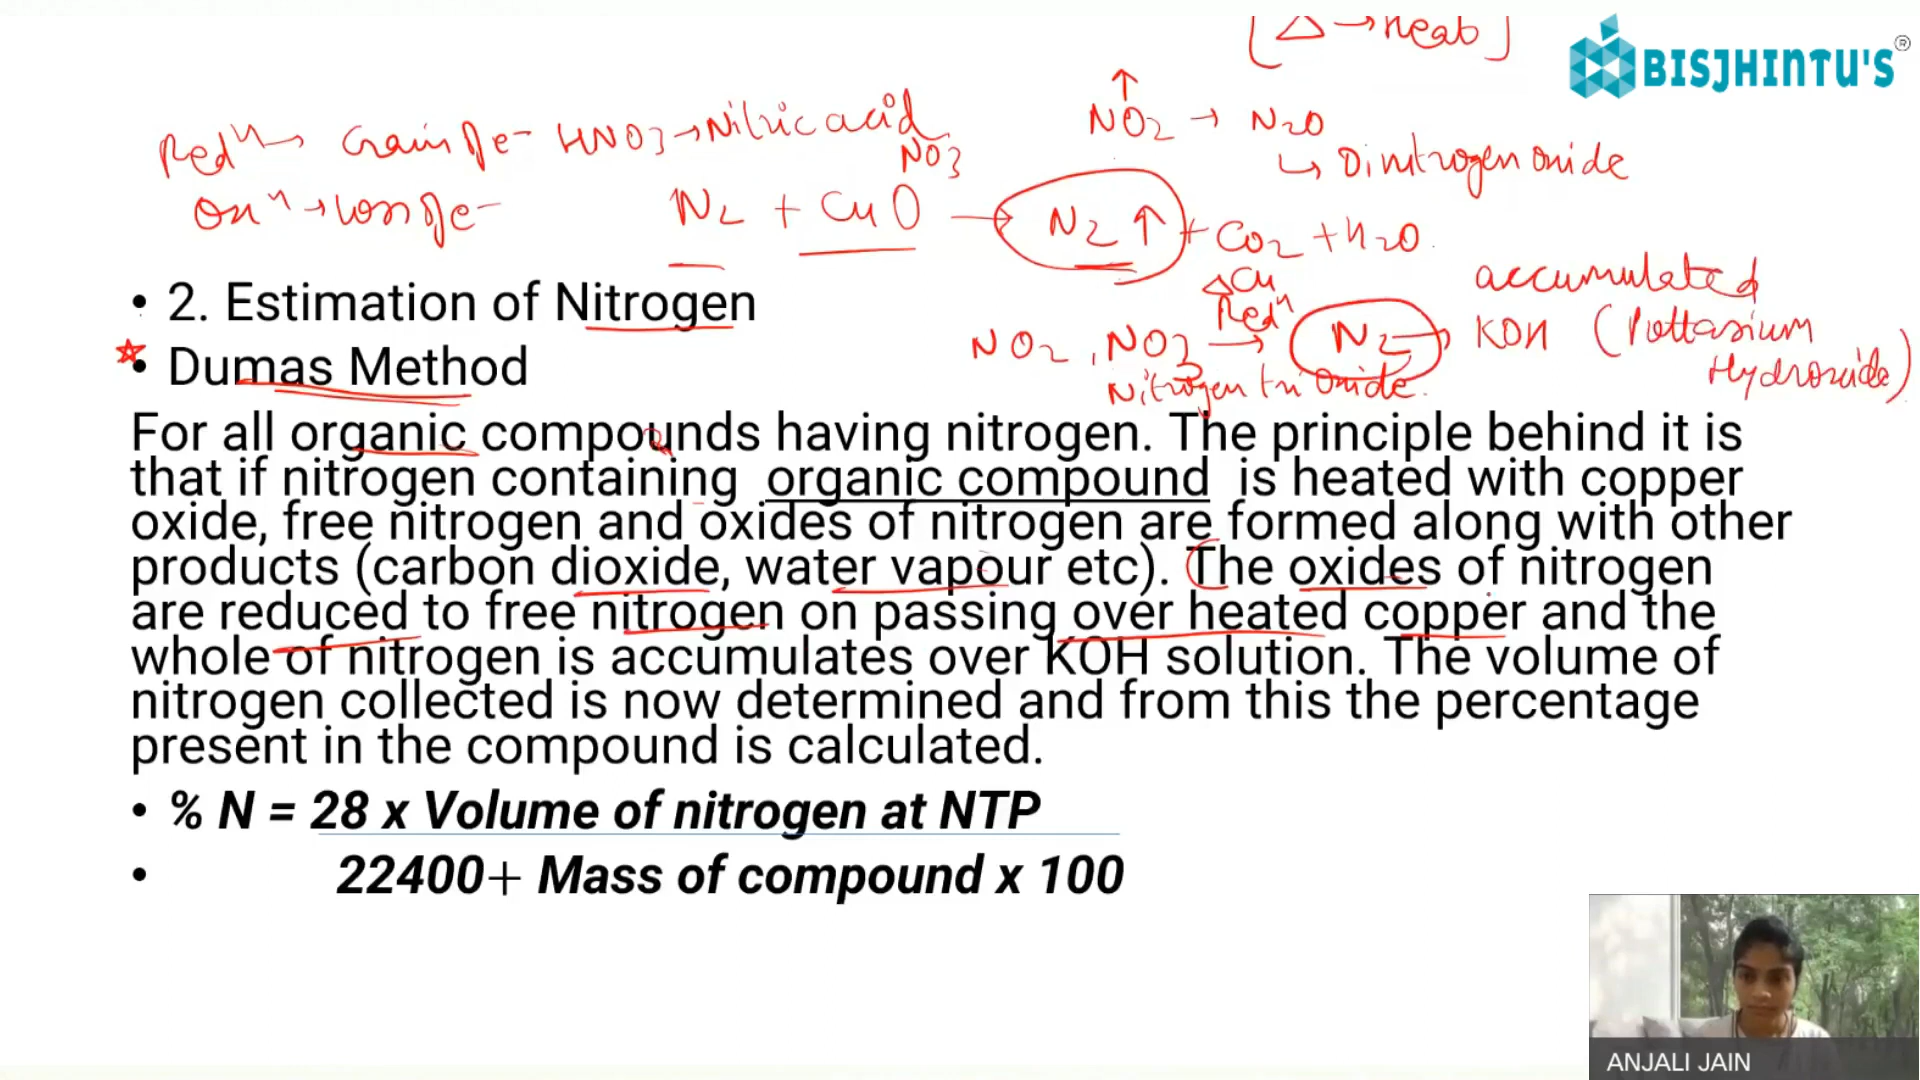 [ △ → Heat ]
BISJHINTU'S ®
Redⁿ → Gain of e⁻ HNO3 → Nitric acid
NO3
↑
NO2 → N2O
↳ Dinitrogen oxide
Oxⁿ → Loss of e⁻
N2 + CuO → N2 ↑ + CO2 + H2O
△ Cu
Redⁿ
NO2, NO3 → N2 → KOH (Pottasium Hydroxide)
accumulated
Nitrogen tri oxide.
• 2. Estimation of Nitrogen
• Dumas Method
For all organic compounds having nitrogen. The principle behind it is
that if nitrogen containing organic compound is heated with copper
oxide, free nitrogen and oxides of nitrogen are formed along with other
products (carbon dioxide, water vapour etc). The oxides of nitrogen
are reduced to free nitrogen on passing over heated copper and the
whole of nitrogen is accumulates over KOH solution. The volume of
nitrogen collected is now determined and from this the percentage
present in the compound is calculated.
• % N = 28 x Volume of nitrogen at NTP
• 22400+ Mass of compound x 100
ANJALI JAIN